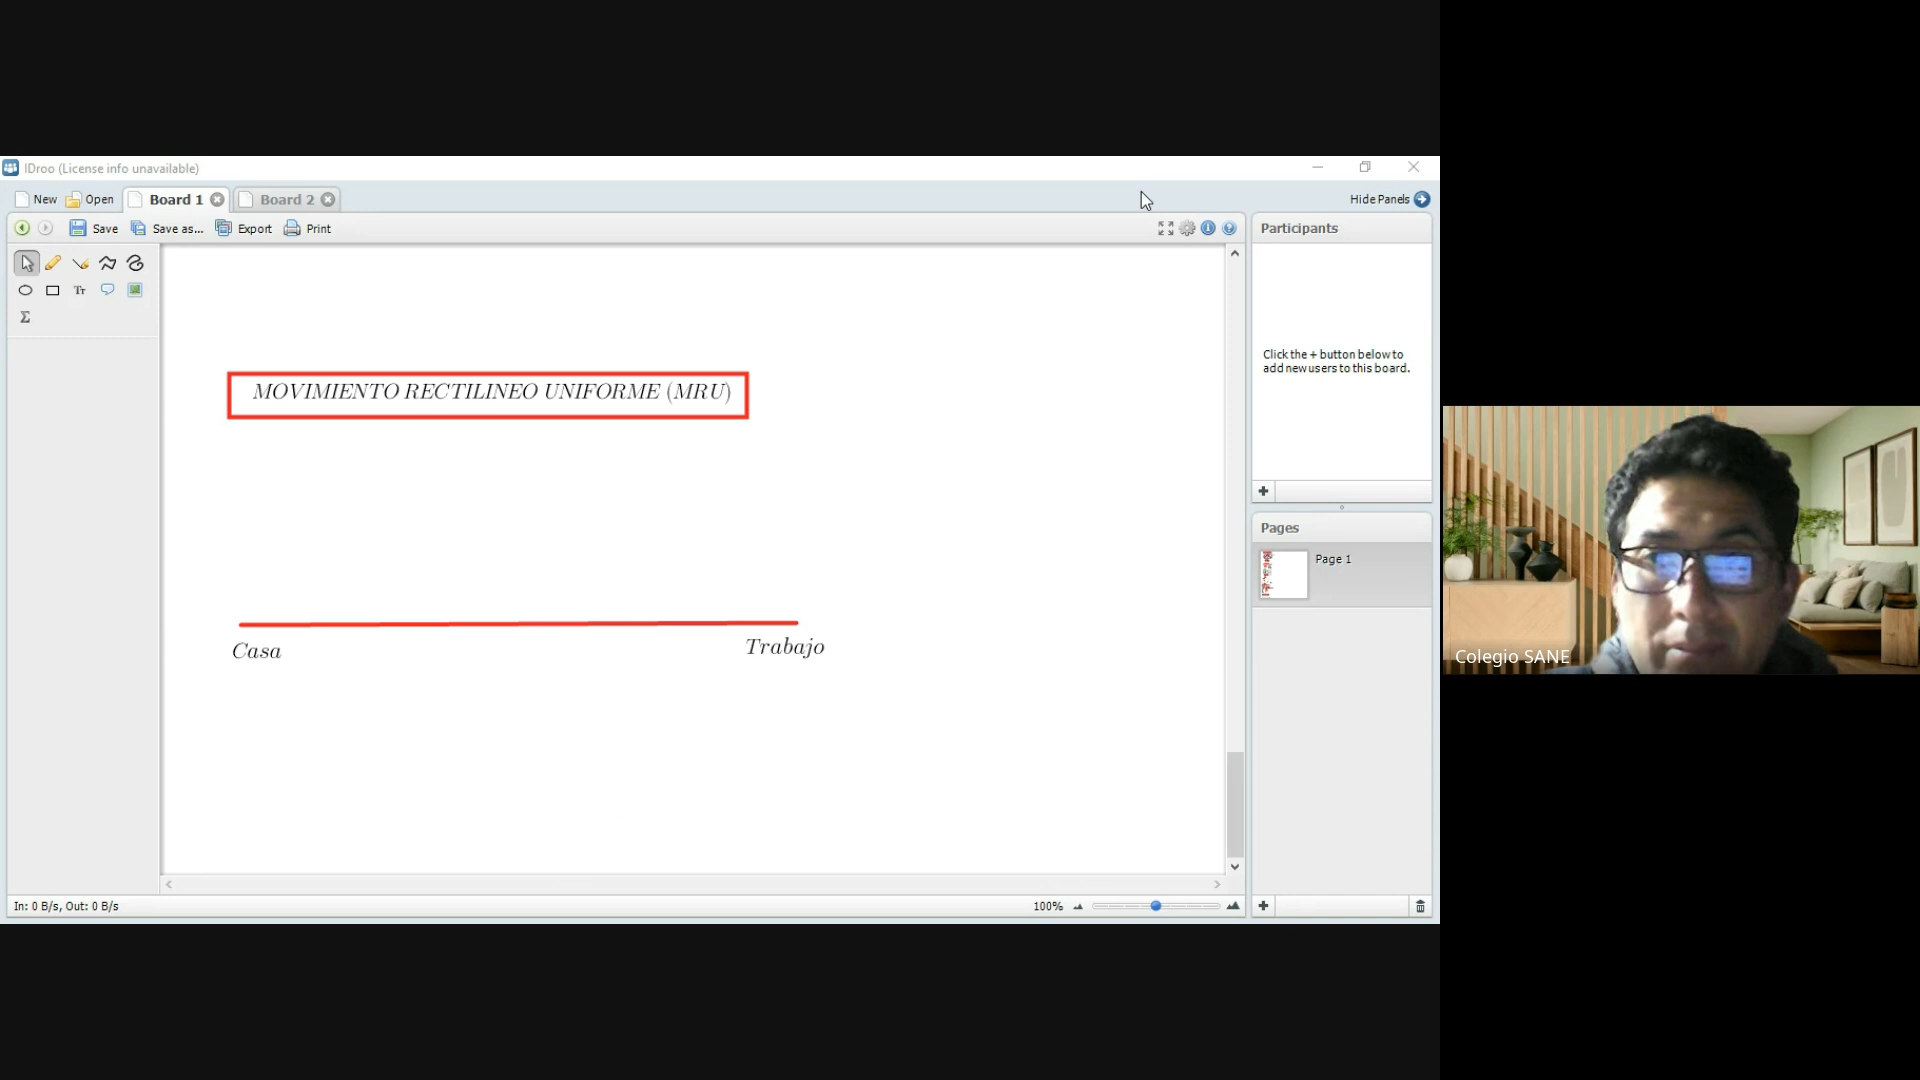 IDroo (License info unavailable)
New Open Board 1 Board 2 Hide Panels
Save Save as... Export Print
Participants
Click the + button below to
add new users to this board.
Tr
Σ
MOVIMIENTO RECTILINEO UNIFORME (MRU)
Pages
Page 1
Casa Trabajo
Colegio SANE
In: 0 B/s, Out: 0 B/s 100%